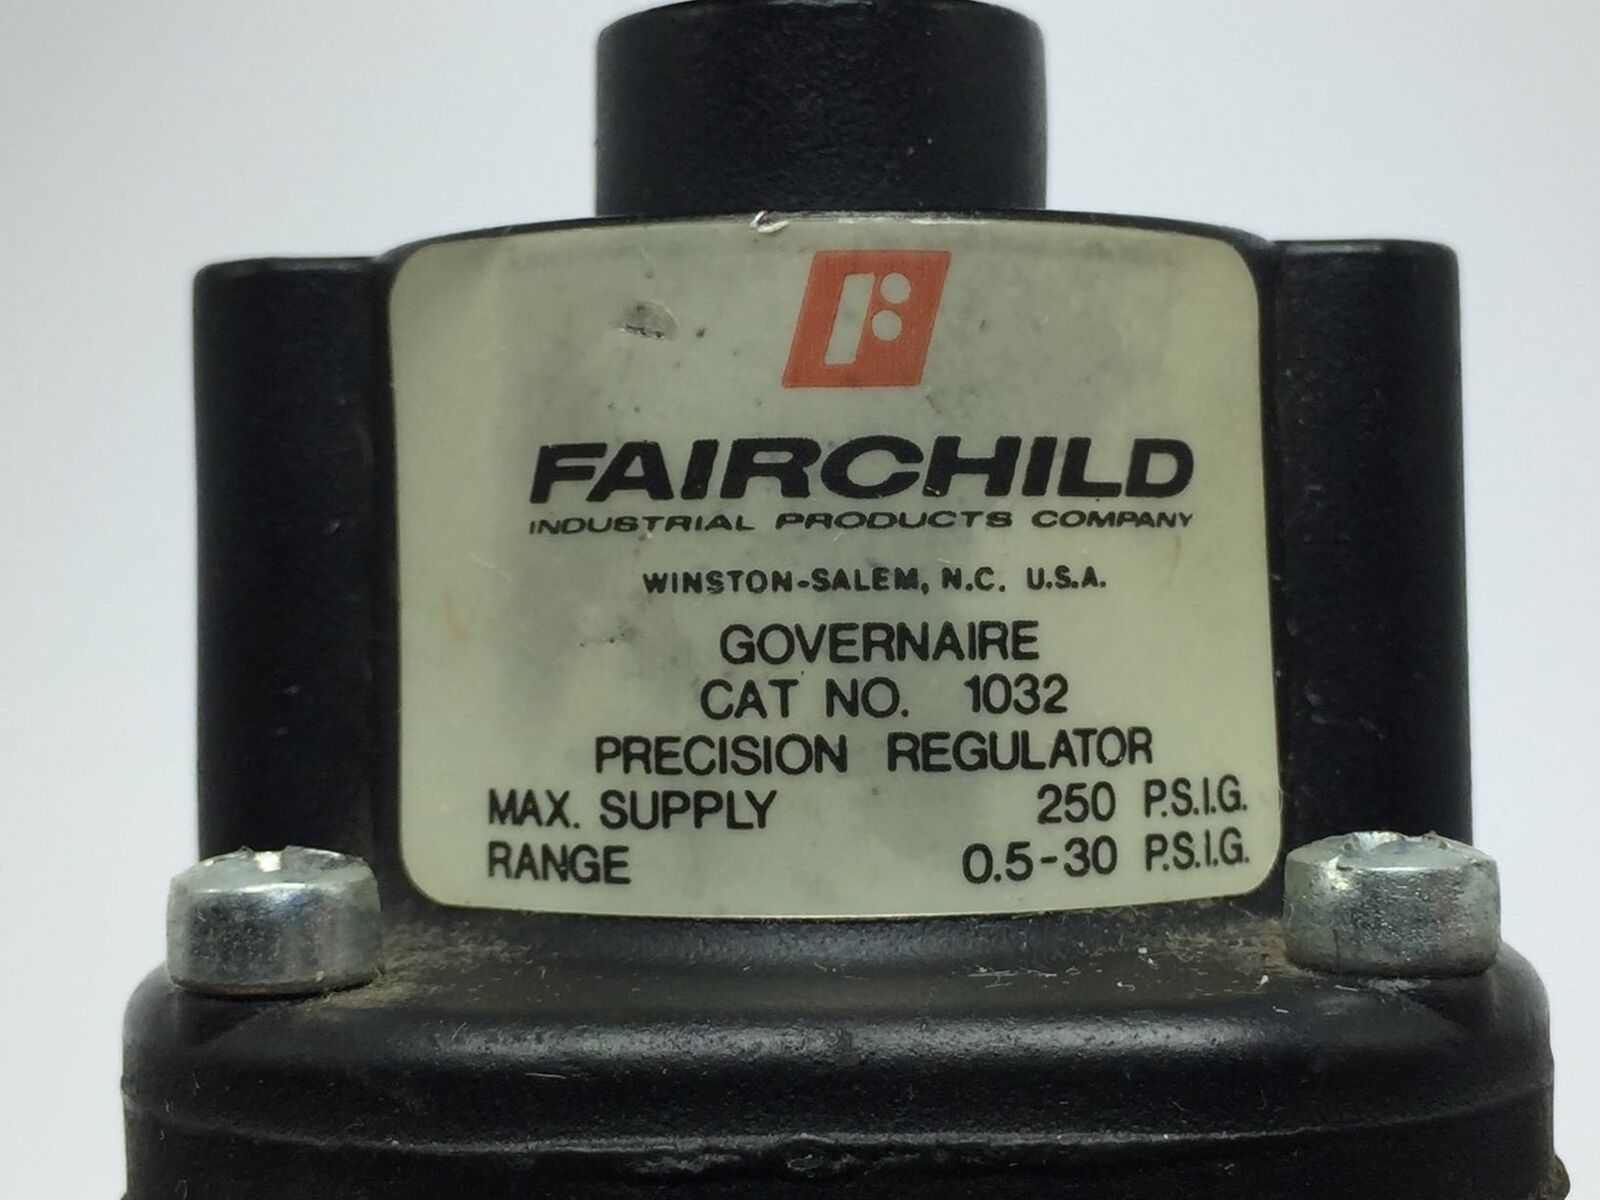 FAIRCHILD
INDUSTRIAL PRODUCTS COMPANY
WINSTON-SALEM, N.C. U.S.A.
GOVERNAIRE
CAT NO. 1032
PRECISION REGULATOR
MAX. SUPPLY 250 P.S.I.G.
RANGE 0.5-30 P.S.I.G.